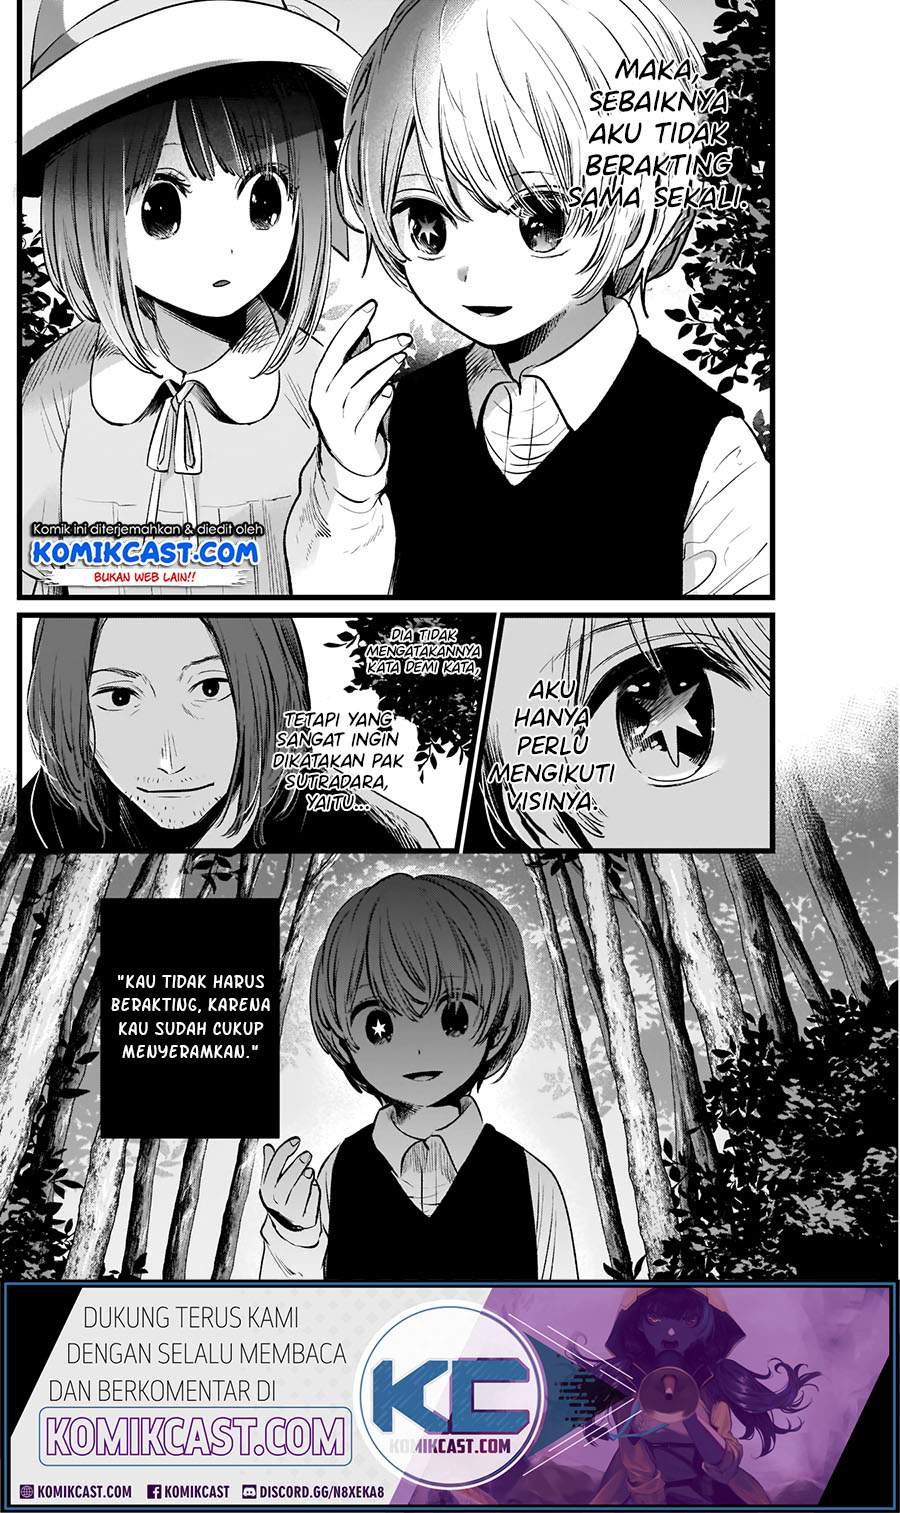 MAKA,
SEBAIKNYA
AKU TIDAK
BERAKTING
SAMA SEKALI.
Komik ini diterjemahkan & diedit oleh
KOMIKCAST.COM
BUKAN WEB LAIN!!
AKU
HANYA
PERLU
MENGIKUTI
VISINYA.
DIA TIDAK
MENGATAKANNYA
KATA DEMI KATA,
TETAPI YANG
SANGAT INGIN
DIKATAKAN PAK
SUTRADARA,
YAITU...
"KAU TIDAK HARUS
BERAKTING, KARENA
KAU SUDAH CUKUP
MENYERAMKAN."
DUKUNG TERUS KAMI
DENGAN SELALU MEMBACA
DAN BERKOMENTAR DI
KOMIKCAST.COM
KC
KOMIKCAST.COM
KOMIKCAST.COM KOMIKCAST DISCORD.GG/N8XEKA8